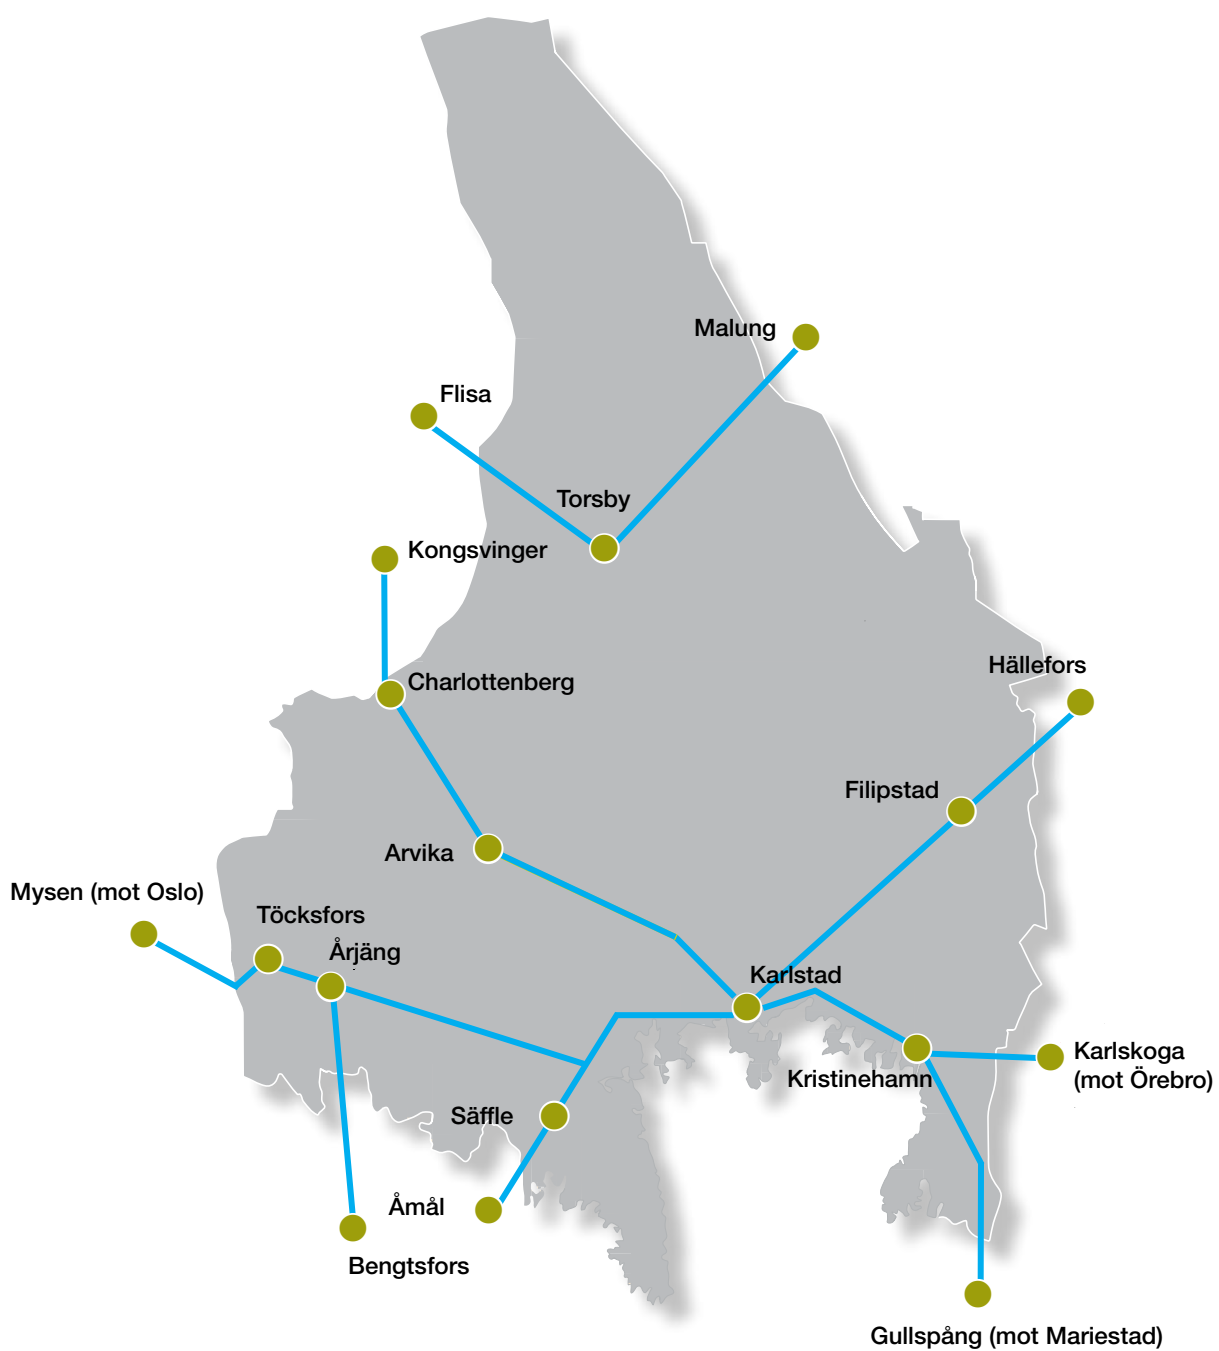 Malung
Flisa
Torsby
Kongsvinger
Hällefors
Charlottenberg
Filipstad
Arvika
Mysen (mot Oslo)
Töcksfors
Årjäng
Karlstad
Karlskoga
(mot Örebro)
Kristinehamn
Säffle
Åmål
Bengtsfors
Gullspång (mot Mariestad)